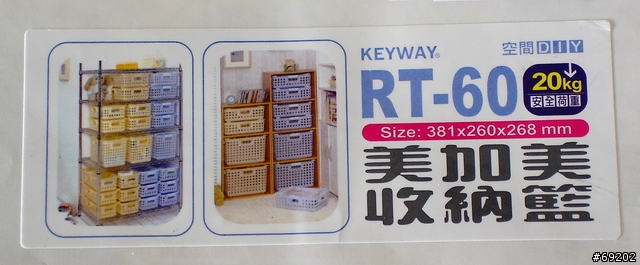 KEYWAY®
空間DIY
RT-60
20kg
安全荷重
Size: 381x260x268 mm
美加美
收納籃
#69202